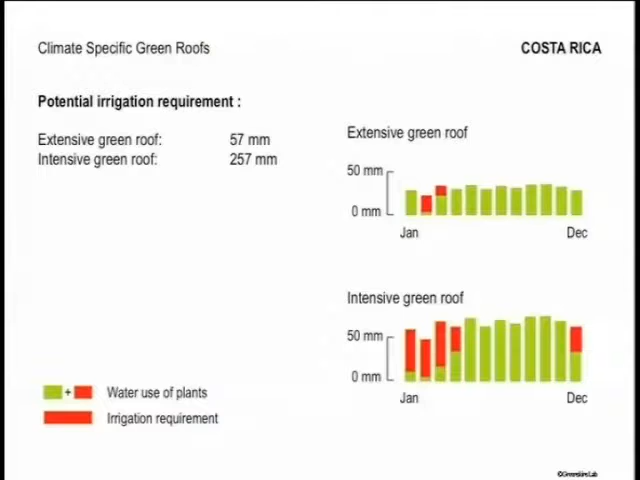 Climate Specific Green Roofs
COSTA RICA
Potential irrigation requirement :
Extensive green roof: 57 mm
Intensive green roof: 257 mm
Extensive green roof
50 mm
0 mm
Jan Dec
Intensive green roof
50 mm
0 mm
Jan Dec
+ Water use of plants
Irrigation requirement